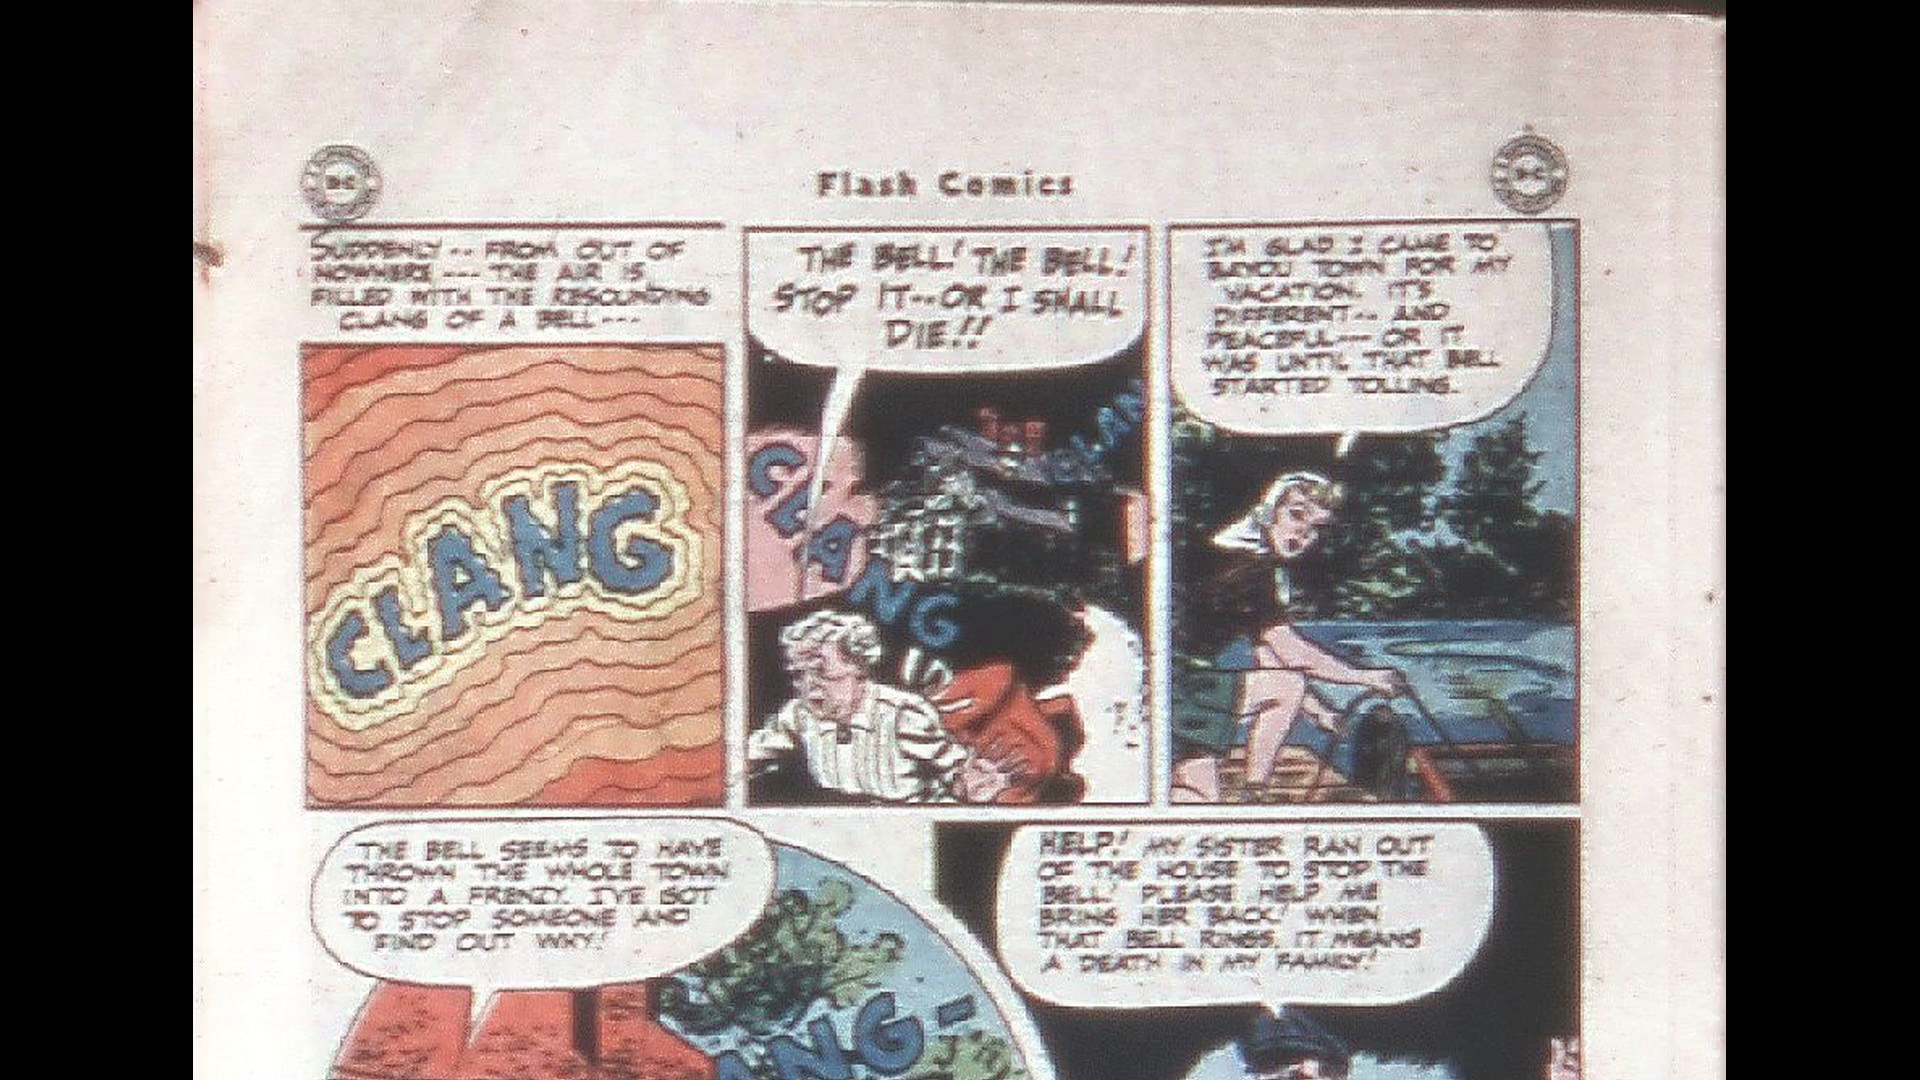 Flash Comics
SUDDENLY -- FROM OUT OF
NOWHERE --- THE AIR IS
FILLED WITH THE RESOUNDING
CLANG OF A BELL ---
CLANG
THE BELL! THE BELL!
STOP IT -- OR I SHALL
DIE!!
CLANG
CLAN
I'M GLAD I CAME TO
BAYOU TOWN FOR MY
VACATION. IT'S
DIFFERENT -- AND
PEACEFUL -- OR IT
WAS UNTIL THAT BELL
STARTED TOLLING.
THE BELL SEEMS TO HAVE
THROWN THE WHOLE TOWN
INTO A FRENZY. I'VE GOT
TO STOP SOMEONE AND
FIND OUT WHY!
ANG-
HELP! MY SISTER RAN OUT
OF THE HOUSE TO STOP THE
BELL! PLEASE HELP ME
BRING HER BACK! WHEN
THAT BELL RINGS, IT MEANS
A DEATH IN MY FAMILY!